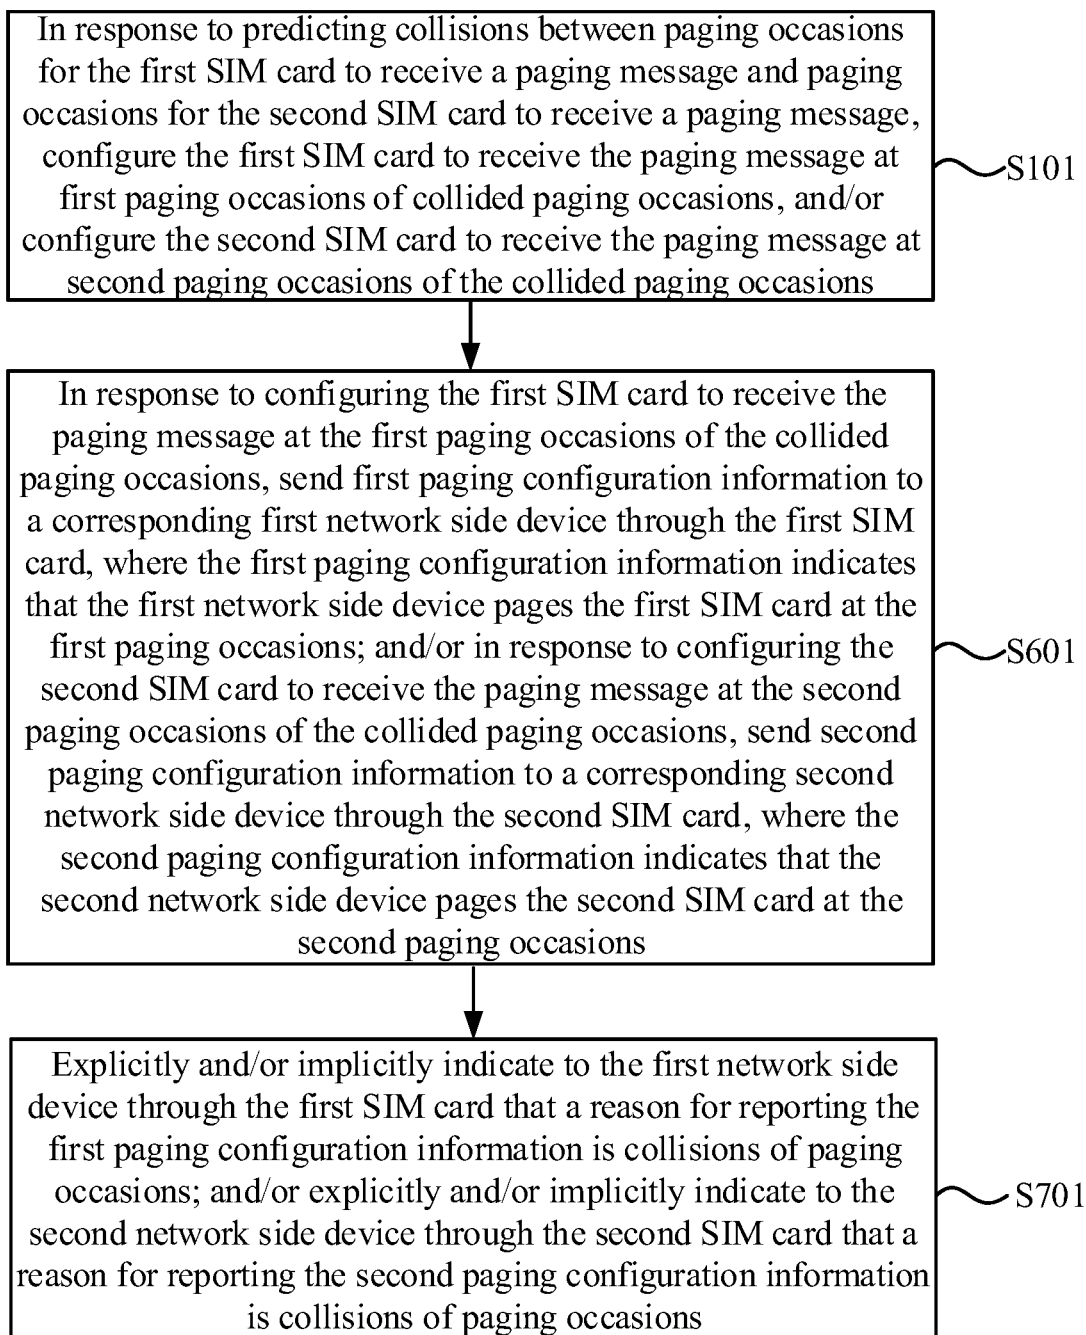 In response to predicting collisions between paging occasions
for the first SIM card to receive a paging message and paging
occasions for the second SIM card to receive a paging message,
configure the first SIM card to receive the paging message at
first paging occasions of collided paging occasions, and/or
configure the second SIM card to receive the paging message at
second paging occasions of the collided paging occasions
S101
In response to configuring the first SIM card to receive the
paging message at the first paging occasions of the collided
paging occasions, send first paging configuration information to
a corresponding first network side device through the first SIM
card, where the first paging configuration information indicates
that the first network side device pages the first SIM card at the
first paging occasions; and/or in response to configuring the
second SIM card to receive the paging message at the second
paging occasions of the collided paging occasions, send second
paging configuration information to a corresponding second
network side device through the second SIM card, where the
second paging configuration information indicates that the
second network side device pages the second SIM card at the
second paging occasions
S601
Explicitly and/or implicitly indicate to the first network side
device through the first SIM card that a reason for reporting the
first paging configuration information is collisions of paging
occasions; and/or explicitly and/or implicitly indicate to the
second network side device through the second SIM card that a
reason for reporting the second paging configuration information
is collisions of paging occasions
S701